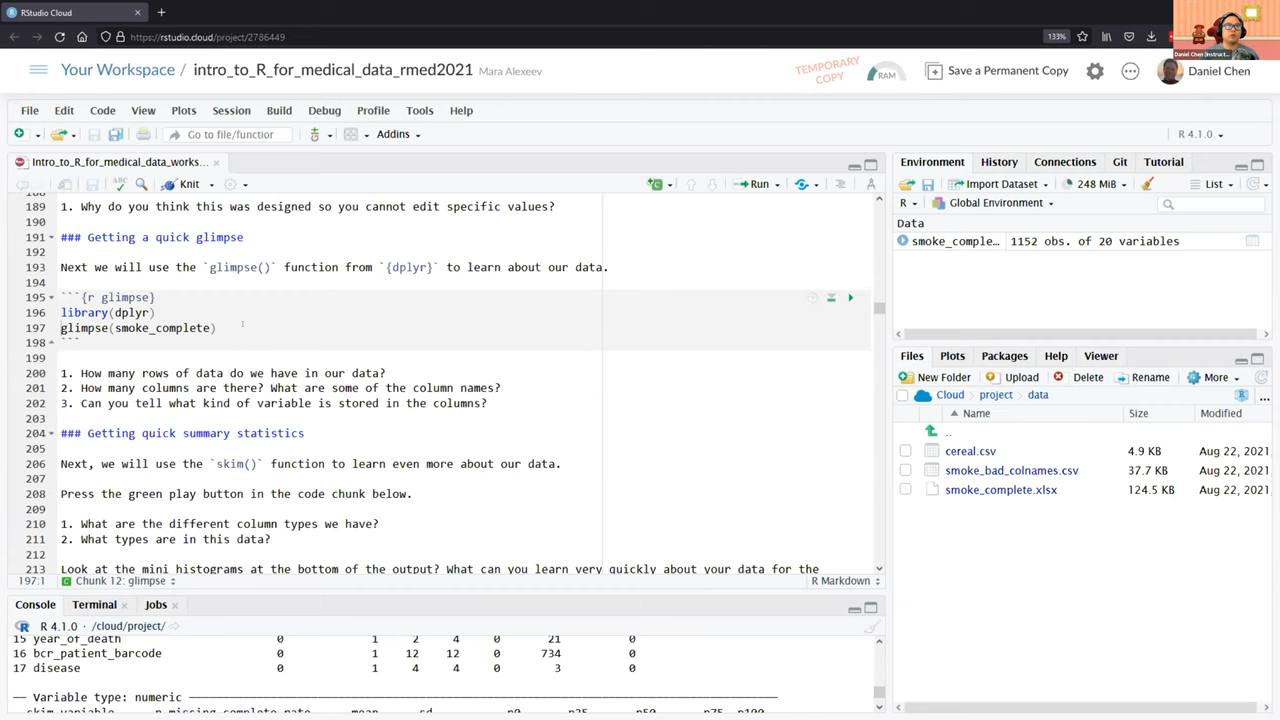 RStudio Cloud
https://rstudio.cloud/project/2786449
133%
Daniel Chen
Your Workspace / intro_to_R_for_medical_data_rmed2021 Mara Alexeev
TEMPORARY COPY
RAM
Save a Permanent Copy
Daniel Chen
File Edit Code View Plots Session Build Debug Profile Tools Help
Go to file/functior
Addins
R 4.1.0
Intro_to_R_for_medical_data_works...
ABC
Knit
Run
188
189 1. Why do you think this was designed so you cannot edit specific values?
190
191 ### Getting a quick glimpse
192
193 Next we will use the `glimpse()` function from `{dplyr}` to learn about our data.
194
195 ```{r glimpse}
196 library(dplyr)
197 glimpse(smoke_complete)
198 ```
199
200 1. How many rows of data do we have in our data?
201 2. How many columns are there? What are some of the column names?
202 3. Can you tell what kind of variable is stored in the columns?
203
204 ### Getting quick summary statistics
205
206 Next, we will use the `skim()` function to learn even more about our data.
207
208 Press the green play button in the code chunk below.
209
210 1. What are the different column types we have?
211 2. What types are in this data?
212
213 Look at the mini histograms at the bottom of the output? What can you learn very quickly about your data for the
197:1 Chunk 12: glimpse R Markdown
Console Terminal Jobs
R 4.1.0 · /cloud/project/
15 year_of_death 0 1 2 4 0 21 0
16 bcr_patient_barcode 0 1 12 12 0 734 0
17 disease 0 1 4 4 0 3 0
── Variable type: numeric
skim_variable n_missing complete_rate mean sd p0 p25 p50 p75 p100
Environment History Connections Git Tutorial
Import Dataset 248 MiB List
R Global Environment
Data
smoke_comple... 1152 obs. of 20 variables
Files Plots Packages Help Viewer
New Folder Upload Delete Rename More
Cloud project data
Name Size Modified
..
cereal.csv 4.9 KB Aug 22, 2021,
smoke_bad_colnames.csv 37.7 KB Aug 22, 2021,
smoke_complete.xlsx 124.5 KB Aug 22, 2021,